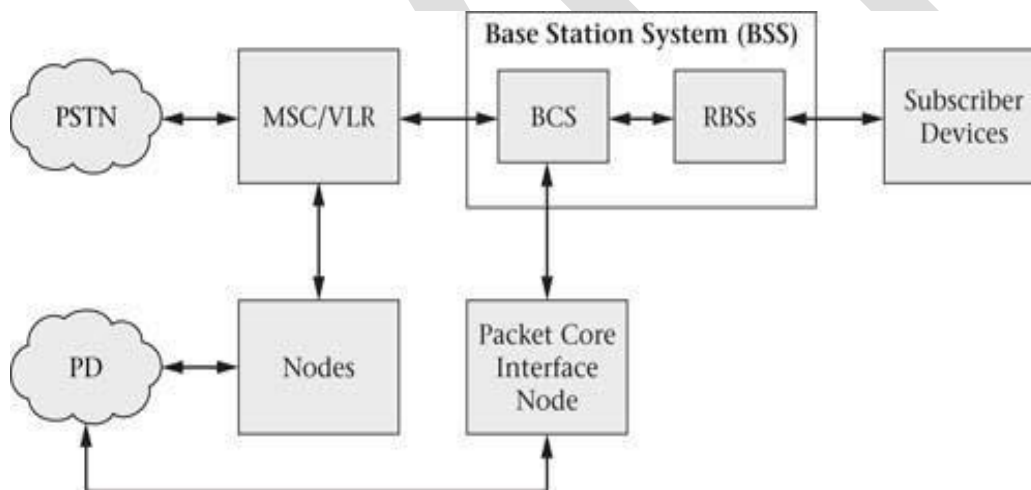 Base Station System (BSS)
PSTN
MSC/VLR
BCS
RBSs
Subscriber
Devices
PD
Nodes
Packet Core
Interface
Node